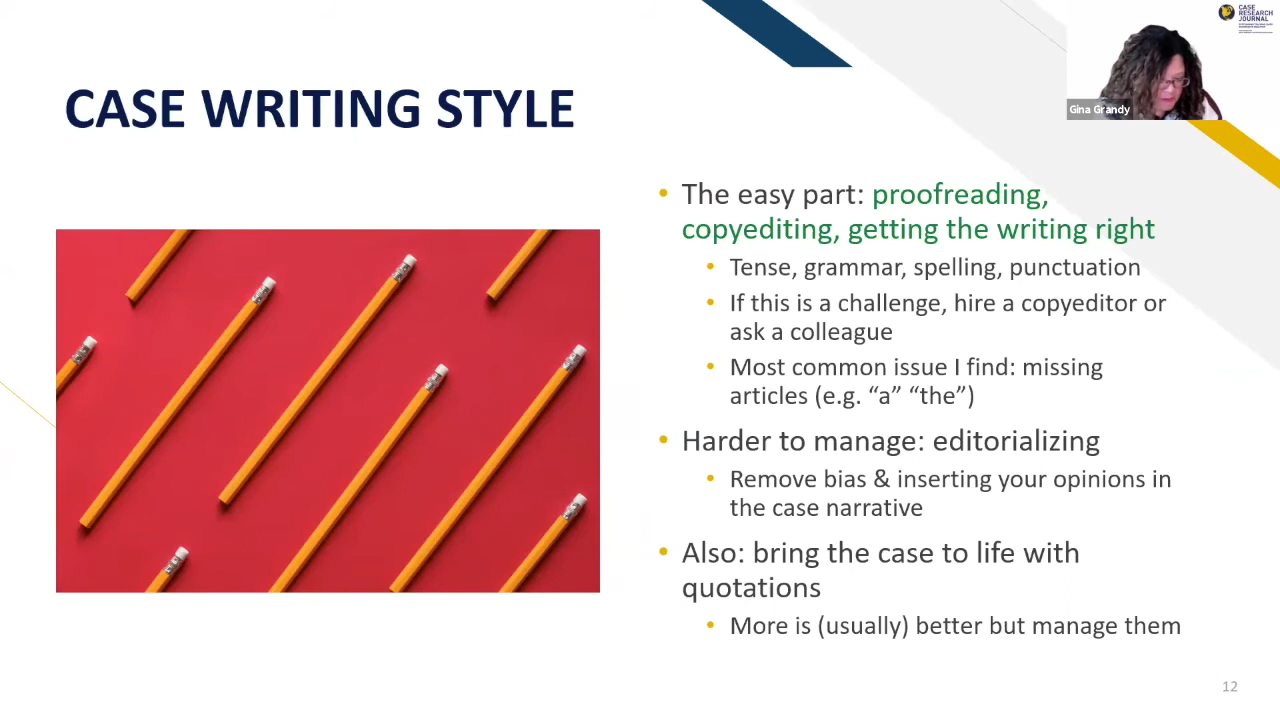 CASE
RESEARCH
JOURNAL
Gina Grandy
CASE WRITING STYLE
• The easy part: proofreading,
copyediting, getting the writing right
• Tense, grammar, spelling, punctuation
• If this is a challenge, hire a copyeditor or
ask a colleague
• Most common issue I find: missing
articles (e.g. “a” “the”)
• Harder to manage: editorializing
• Remove bias & inserting your opinions in
the case narrative
• Also: bring the case to life with
quotations
• More is (usually) better but manage them
12